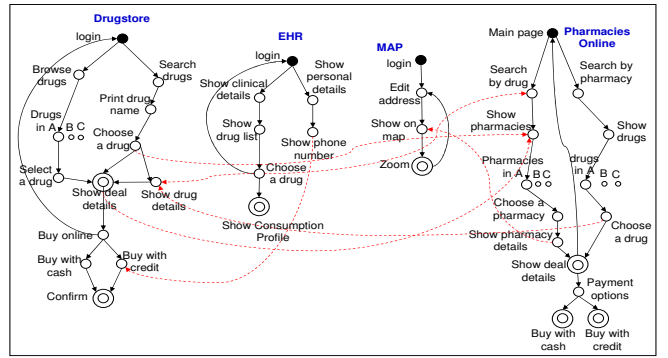 Drugstore
login
Browse
drugs
Search
drugs
Print drug
name
Drugs
in A B C
Choose
a drug
Select
a drug
Show deal
details
Show drug
details
Buy online
Buy with
cash
Buy with
credit
Confirm
EHR
login
Show clinical
details
Show
personal
details
Show
drug list
Show phone
number
Choose
a drug
Show Consumption
Profile
MAP
login
Edit
address
Show on
map
Zoom
Pharmacies
Online
Main page
Search
by drug
Search by
pharmacy
Show
pharmacies
Show
drugs
Pharmacies
in A B C
drugs
in A B C
Choose a
pharmacy
Choose
a drug
Show pharmacy
details
Show deal
details
Payment
options
Buy with
cash
Buy with
credit